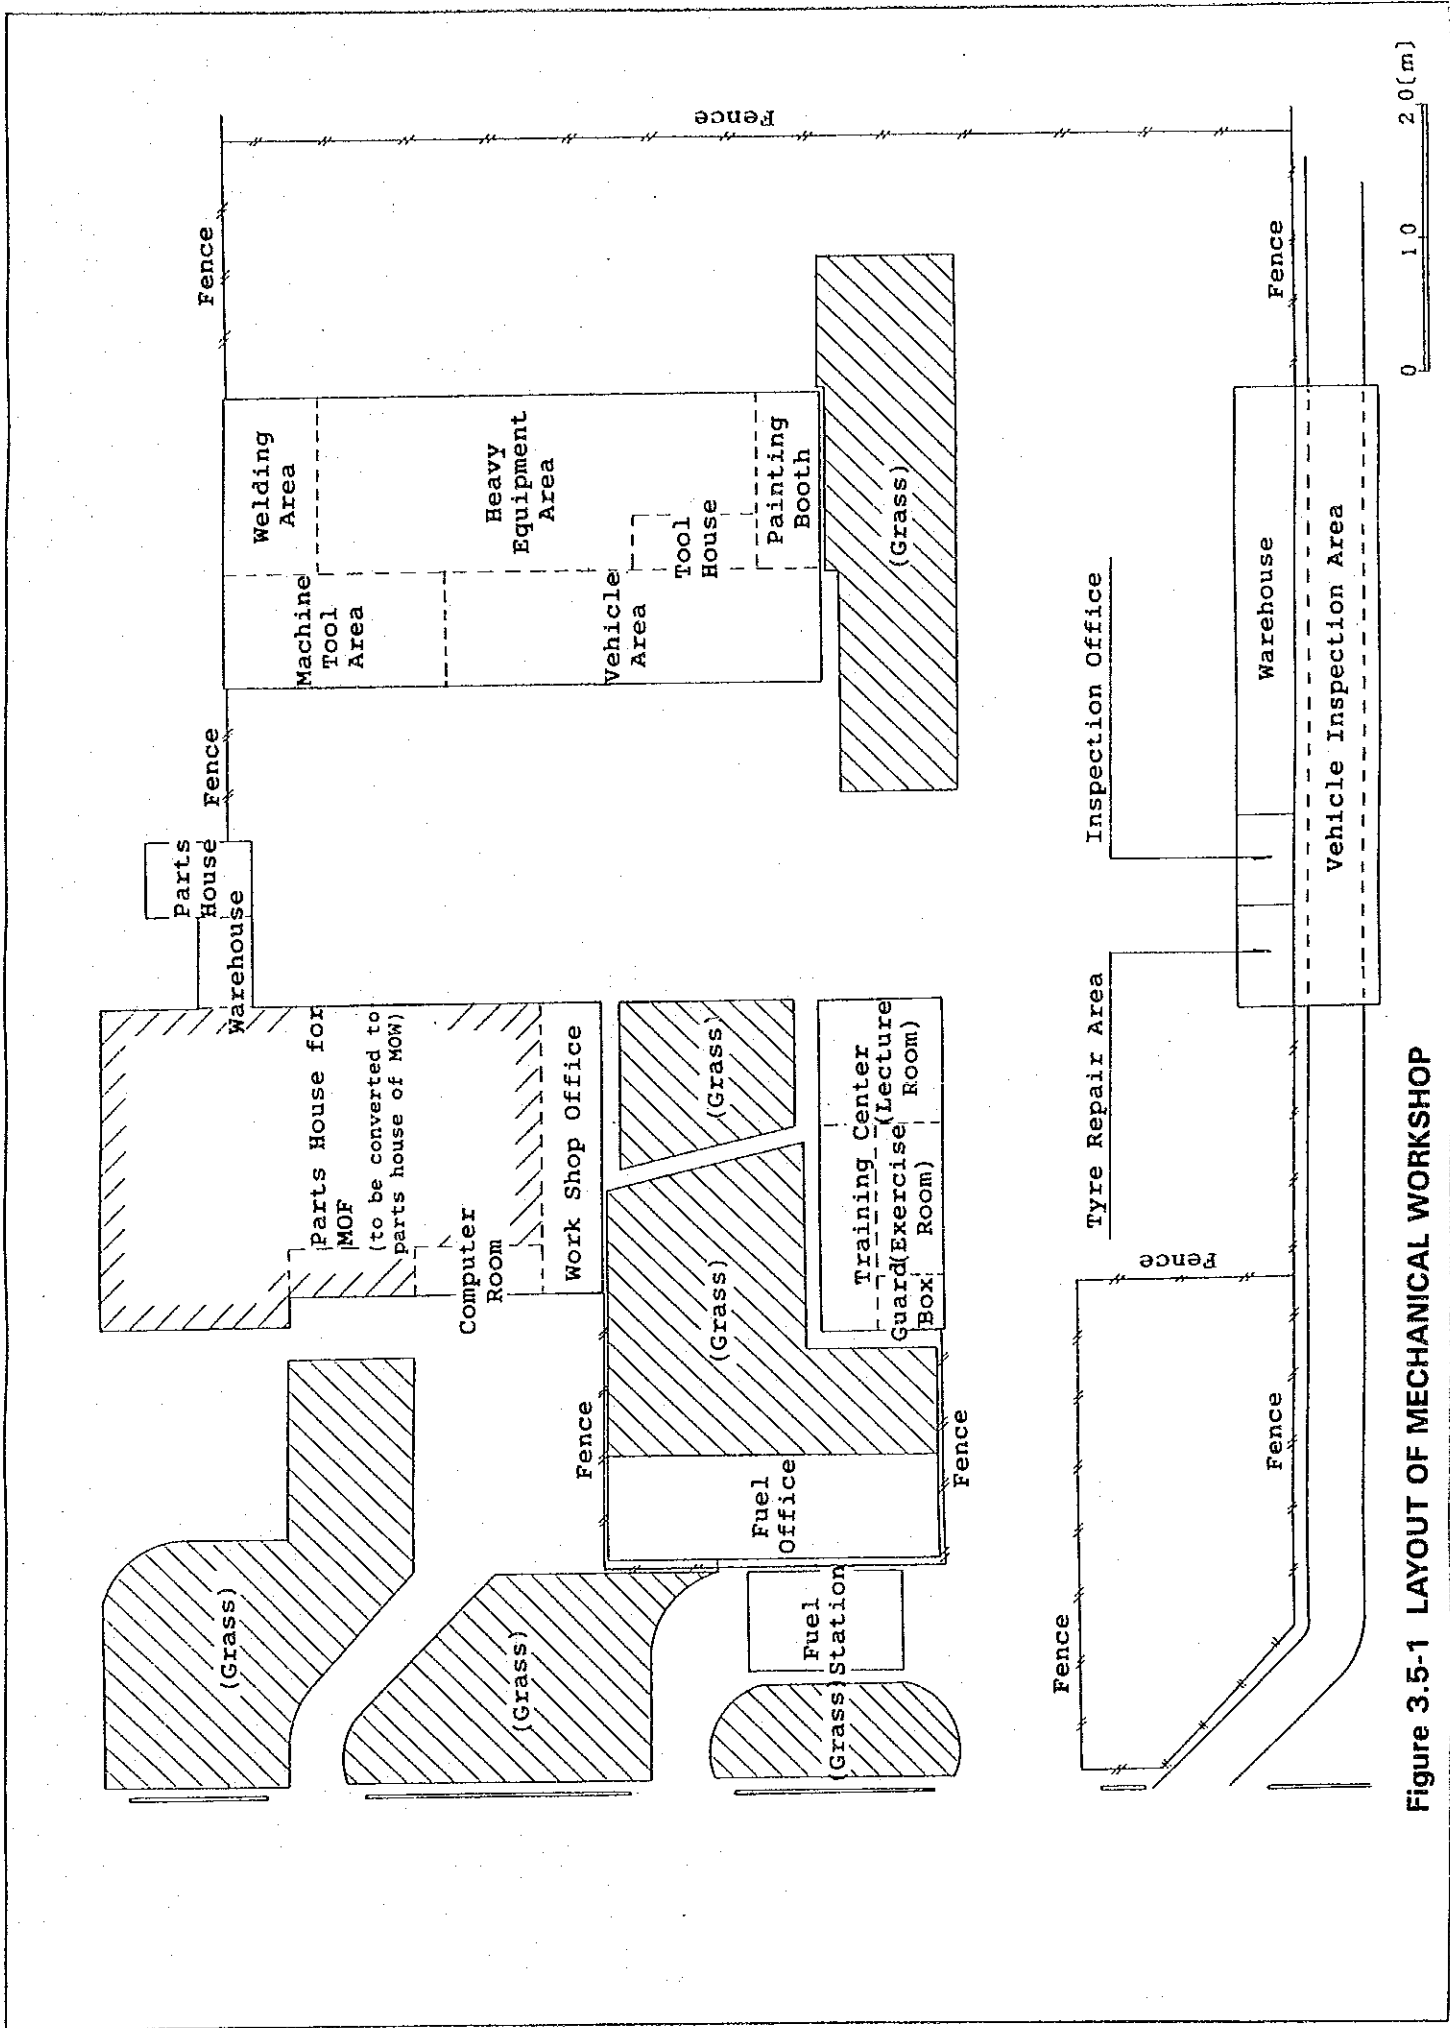 Fence
Fence
Fence
Parts
House
Warehouse
Welding
Area
Machine
Tool
Area
Heavy
Equipment
Area
Vehicle
Area
Tool
House
Painting
Booth
(Grass)
Parts House for
MOF
(to be converted to
parts house of MOW)
Computer
Room
Work Shop Office
(Grass)
(Grass)
(Grass)
(Grass)
Fence
Training Center
(Lecture
Room)
(Exercise
Room)
Guard
Box
Fuel
Office
Fence
Fuel
Station
(Grass)
Fence
Fence
Fence
Tyre Repair Area
Inspection Office
Warehouse
Vehicle Inspection Area
Fence
0 10 20(m)
Figure 3.5-1 LAYOUT OF MECHANICAL WORKSHOP